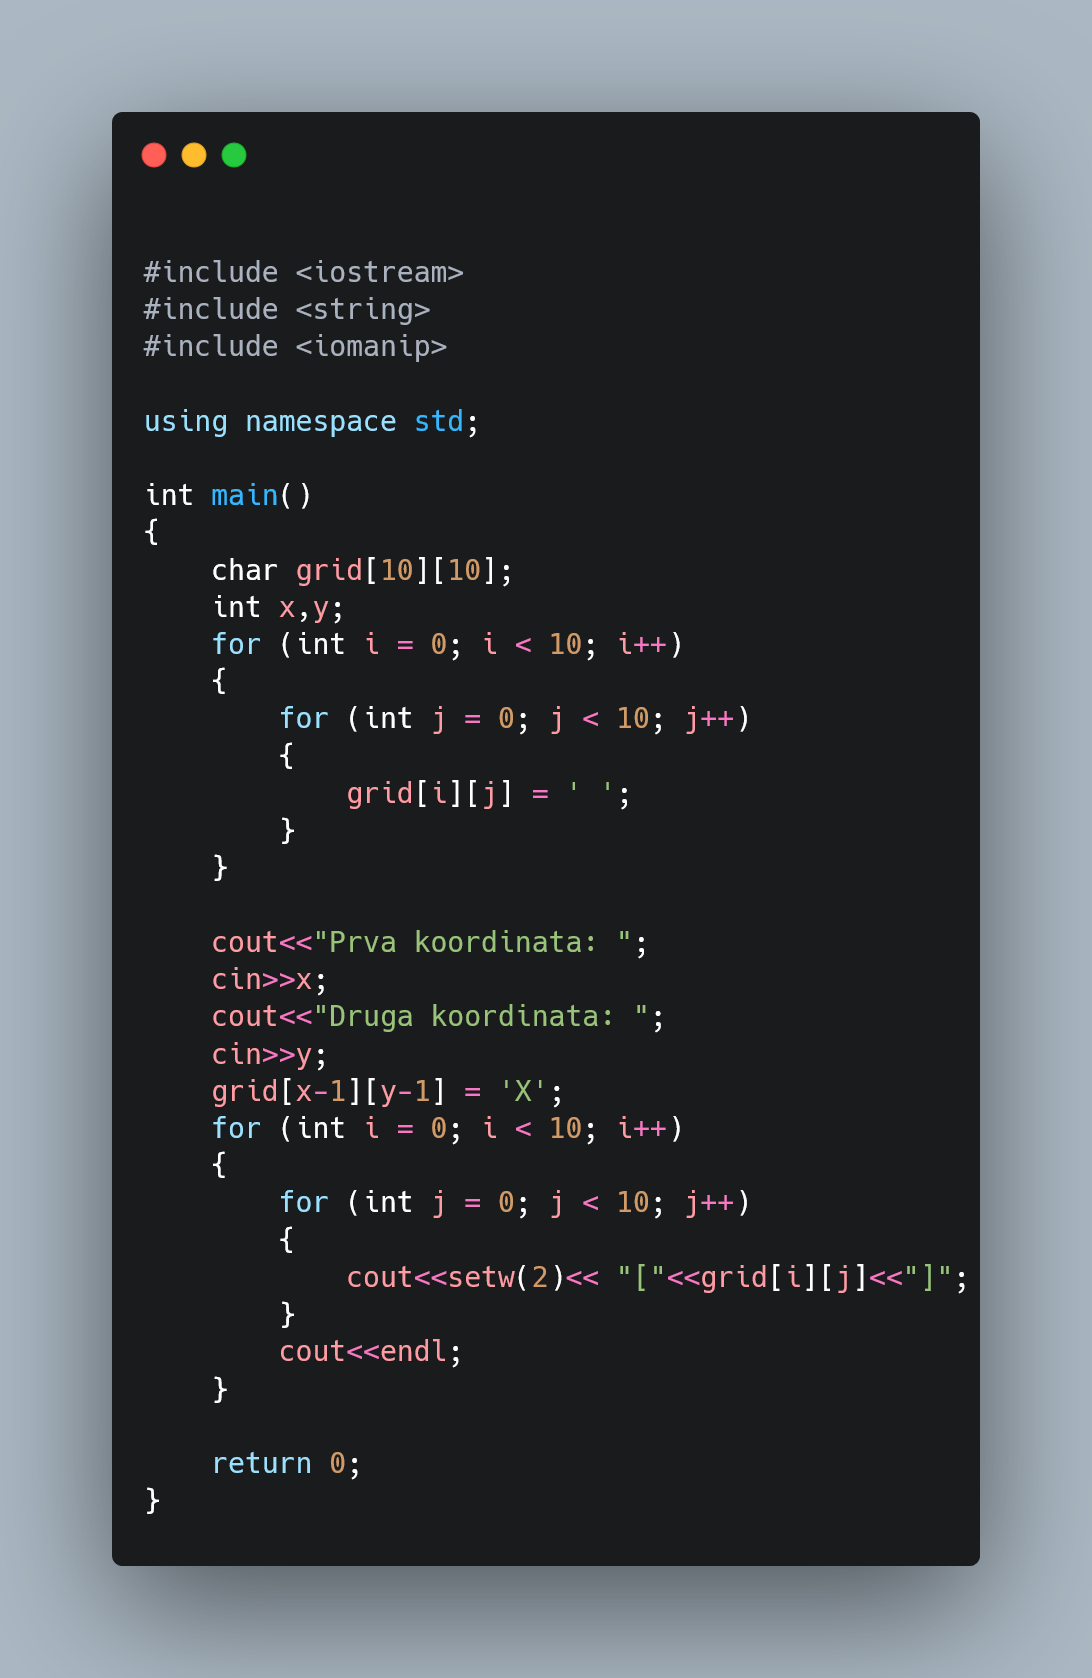 #include <iostream>
#include <string>
#include <iomanip>

using namespace std;

int main()
{
    char grid[10][10];
    int x,y;
    for (int i = 0; i < 10; i++)
    {
        for (int j = 0; j < 10; j++)
        {
            grid[i][j] = ' ';
        }
    }

    cout<<"Prva koordinata: ";
    cin>>x;
    cout<<"Druga koordinata: ";
    cin>>y;
    grid[x-1][y-1] = 'X';
    for (int i = 0; i < 10; i++)
    {
        for (int j = 0; j < 10; j++)
        {
            cout<<setw(2)<< "["<<grid[i][j]<<"]";
        }
        cout<<endl;
    }

    return 0;
}